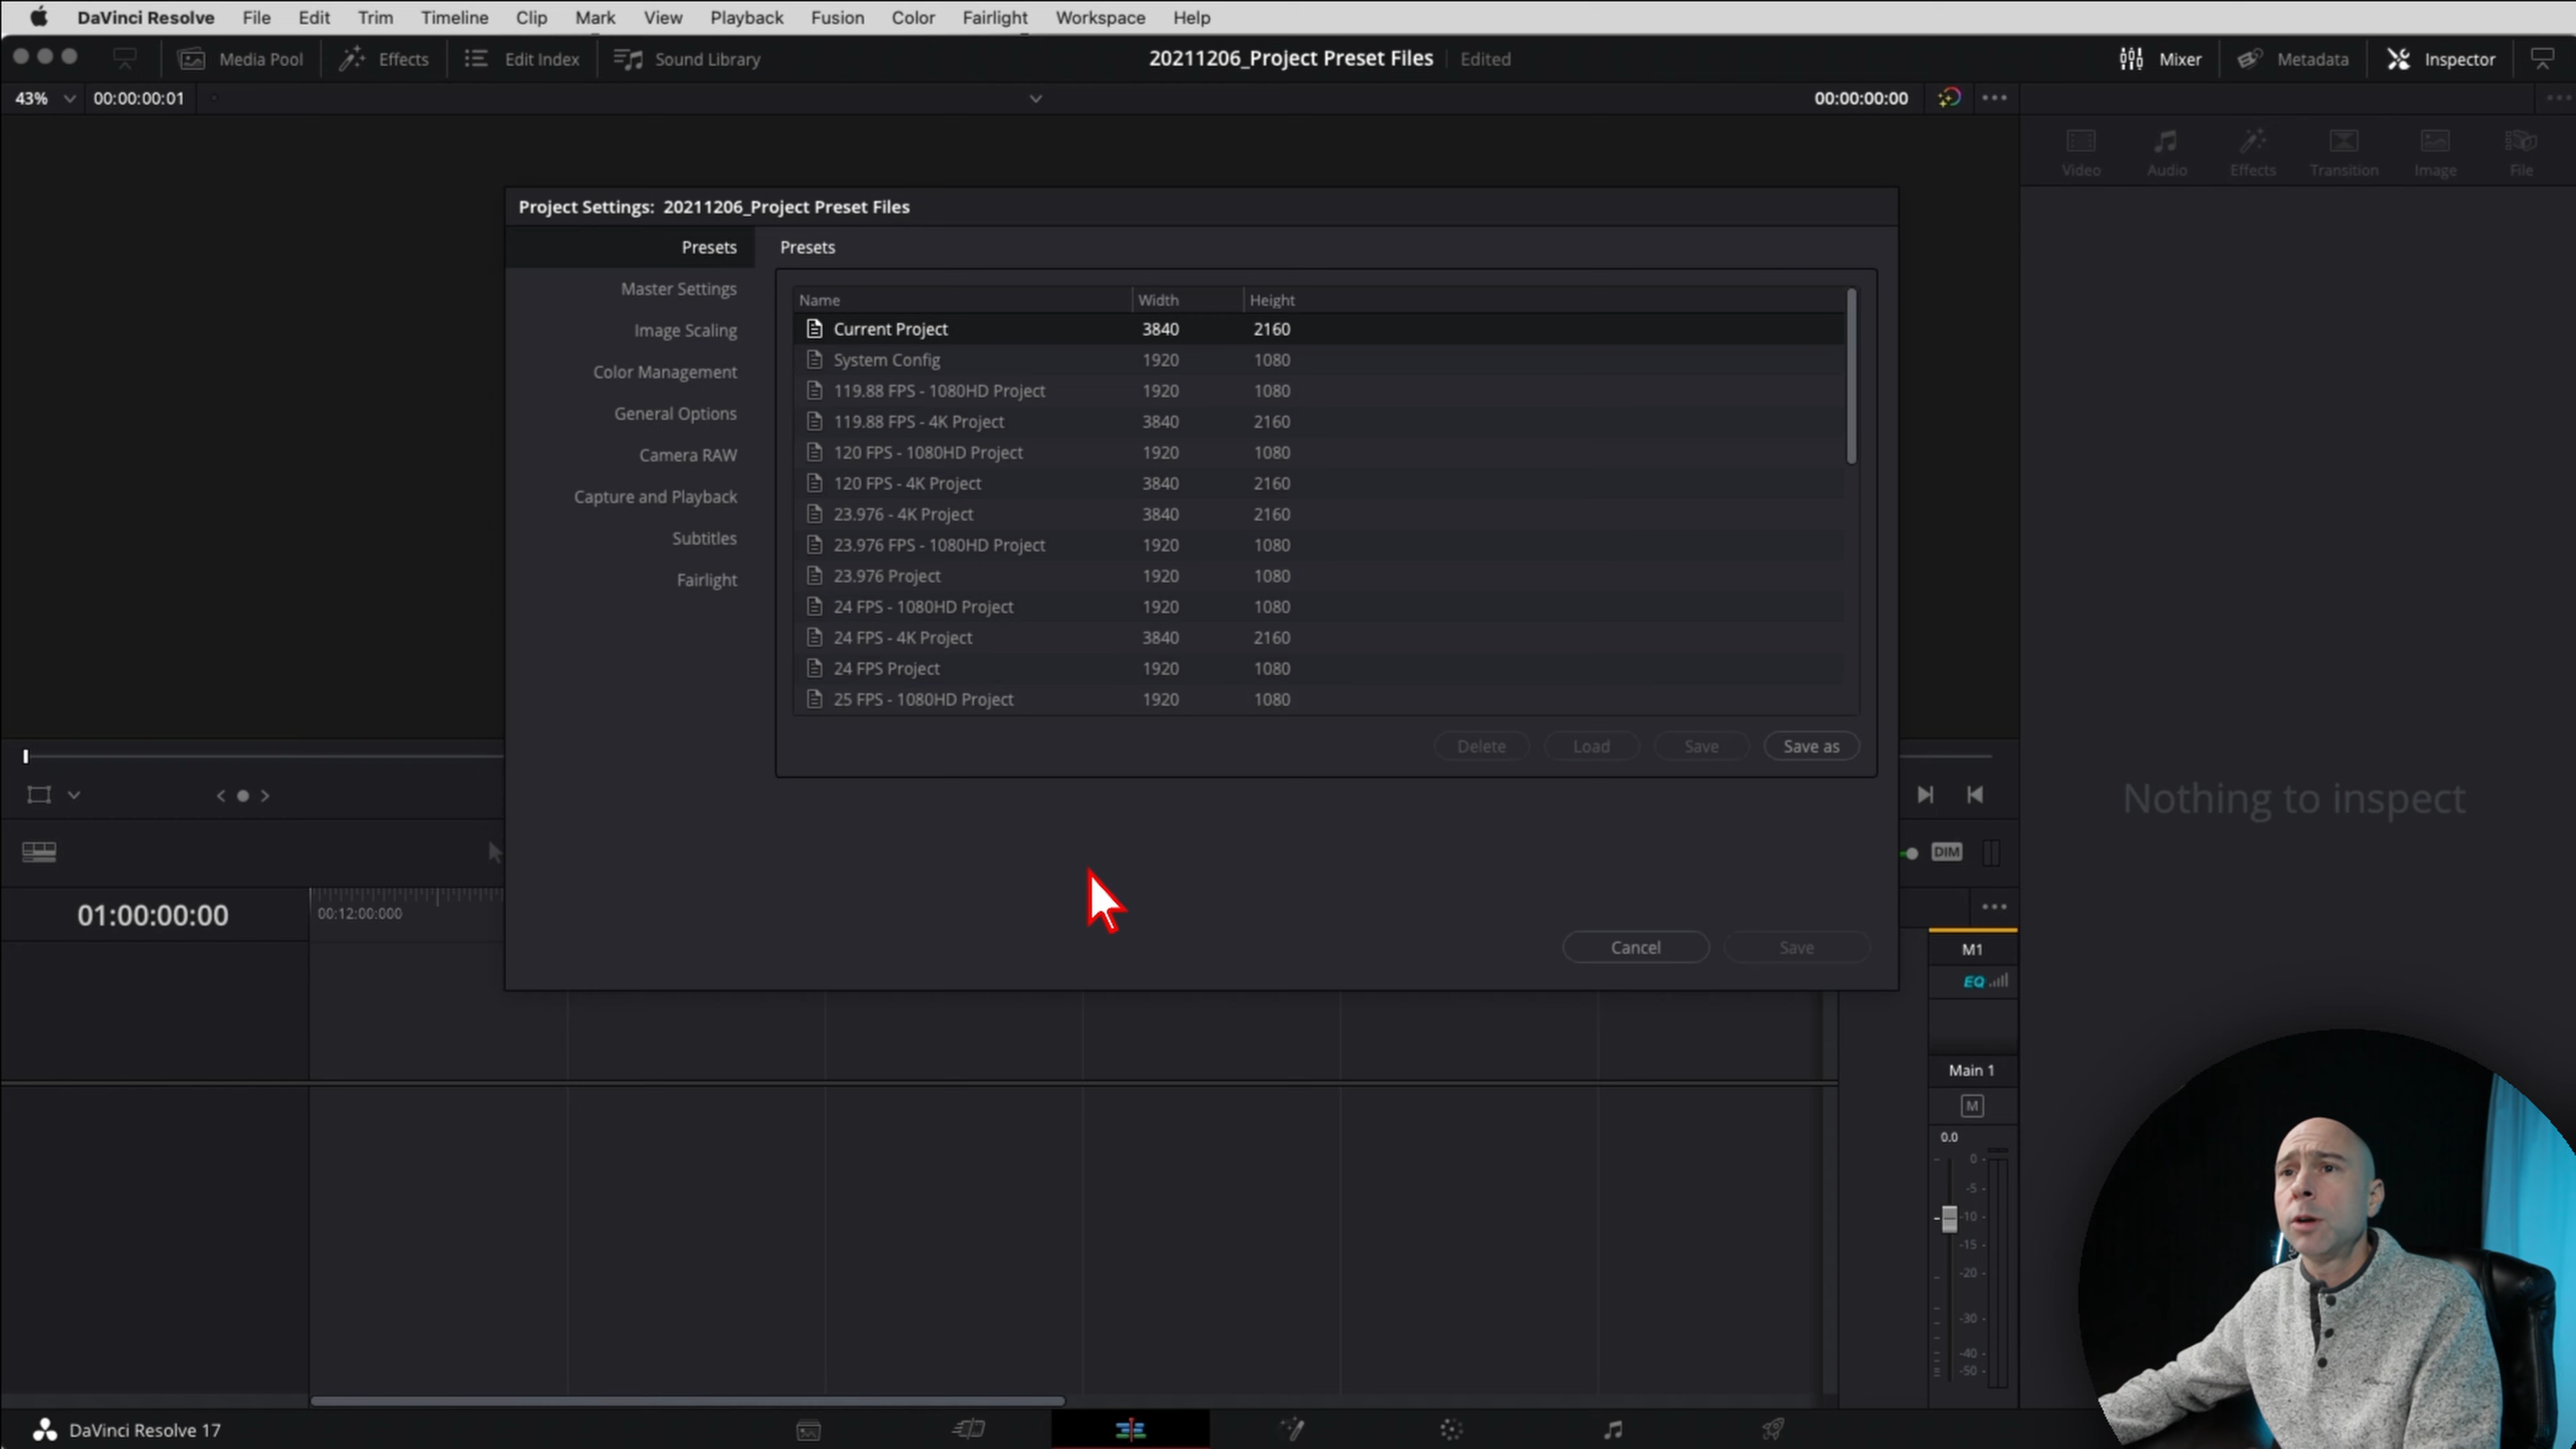 DaVinci Resolve File Edit Trim Timeline Clip Mark View Playback Fusion Color Fairlight Workspace Help
Media Pool Effects Edit Index Sound Library 20211206_Project Preset Files Edited Mixer Metadata Inspector
43% 00:00:00:01 00:00:00:00
Video Audio Effects Transition Image File
Project Settings: 20211206_Project Preset Files
Presets
Master Settings
Image Scaling
Color Management
General Options
Camera RAW
Capture and Playback
Subtitles
Fairlight
Presets
Name Width Height
Current Project 3840 2160
System Config 1920 1080
119.88 FPS - 1080HD Project 1920 1080
119.88 FPS - 4K Project 3840 2160
120 FPS - 1080HD Project 1920 1080
120 FPS - 4K Project 3840 2160
23.976 - 4K Project 3840 2160
23.976 FPS - 1080HD Project 1920 1080
23.976 Project 1920 1080
24 FPS - 1080HD Project 1920 1080
24 FPS - 4K Project 3840 2160
24 FPS Project 1920 1080
25 FPS - 1080HD Project 1920 1080
Delete Load Save Save as
Cancel Save
Nothing to inspect
DIM
01:00:00:00 00:12:00:000
M1
EQ
Main 1
M
0.0
0
-5
-10
-15
-20
-30
-40
-50
DaVinci Resolve 17